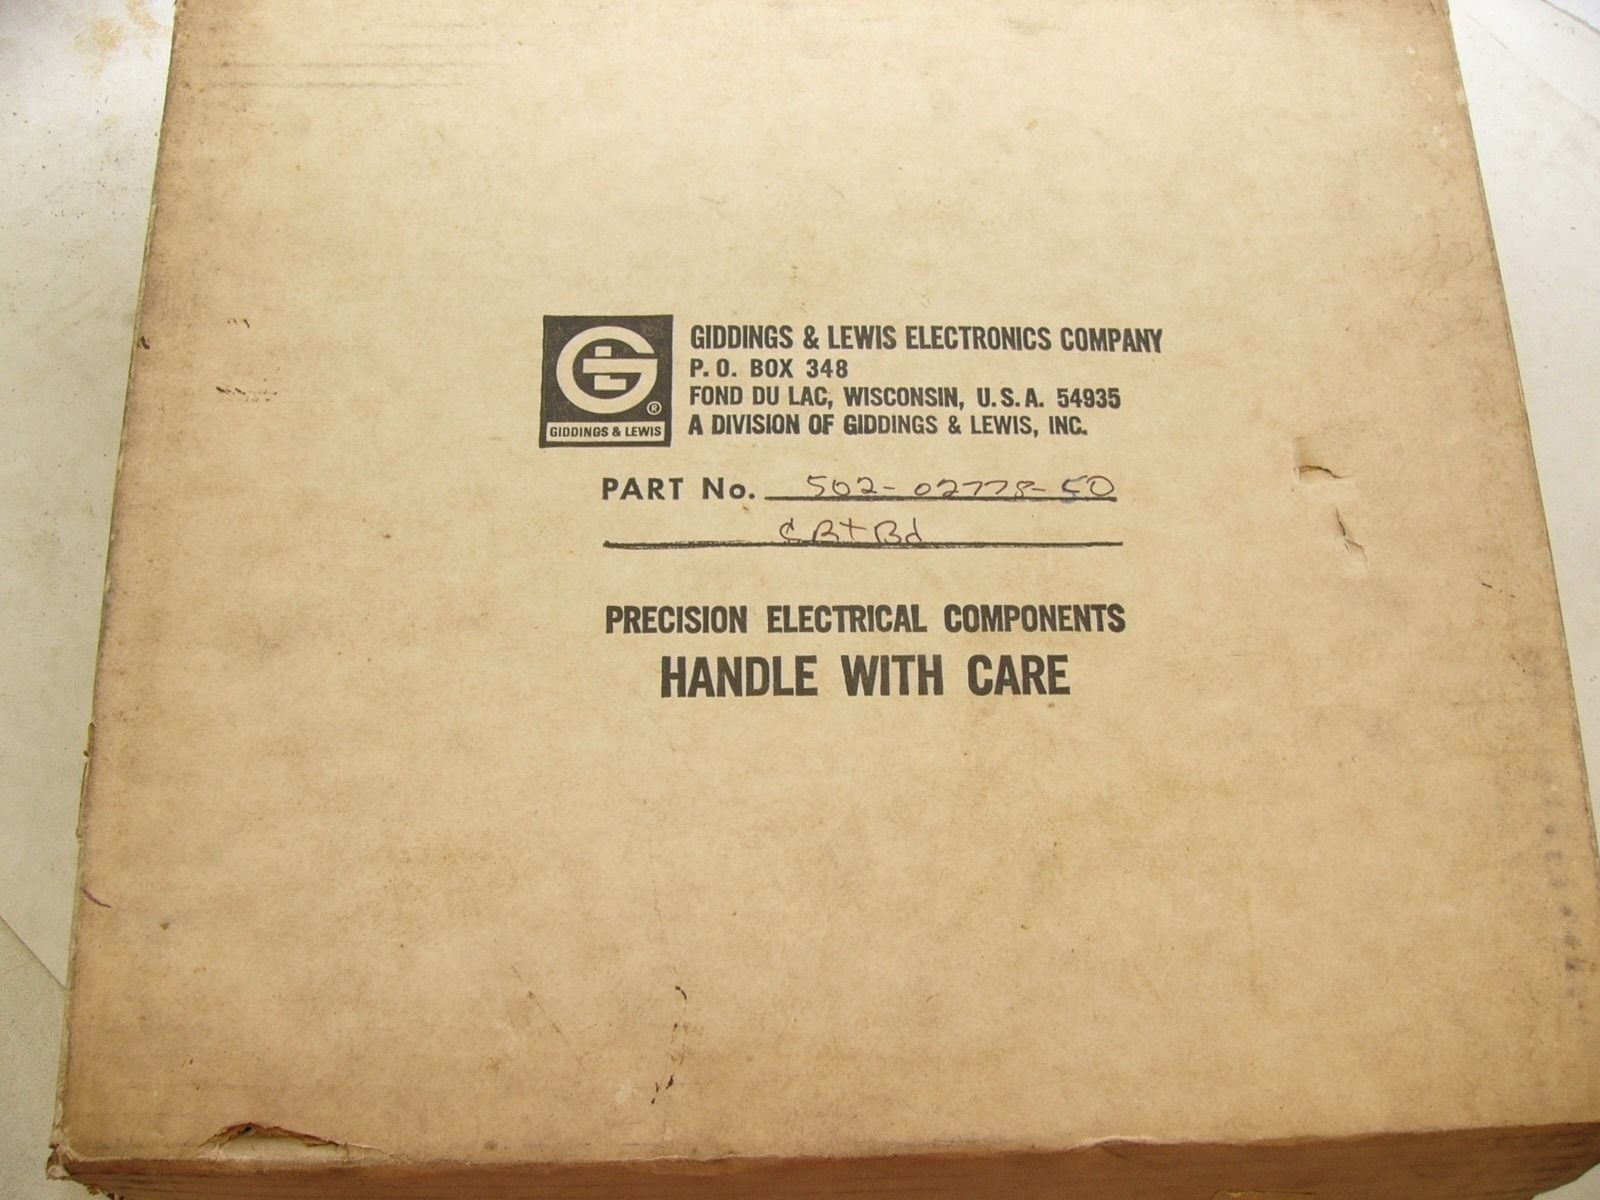 GIDDINGS & LEWIS ELECTRONICS COMPANY
P. O. BOX 348
FOND DU LAC, WISCONSIN, U.S.A. 54935
A DIVISION OF GIDDINGS & LEWIS, INC.
G
®
GIDDINGS & LEWIS
PART No. 502-02778-50
Bd
PRECISION ELECTRICAL COMPONENTS
HANDLE WITH CARE